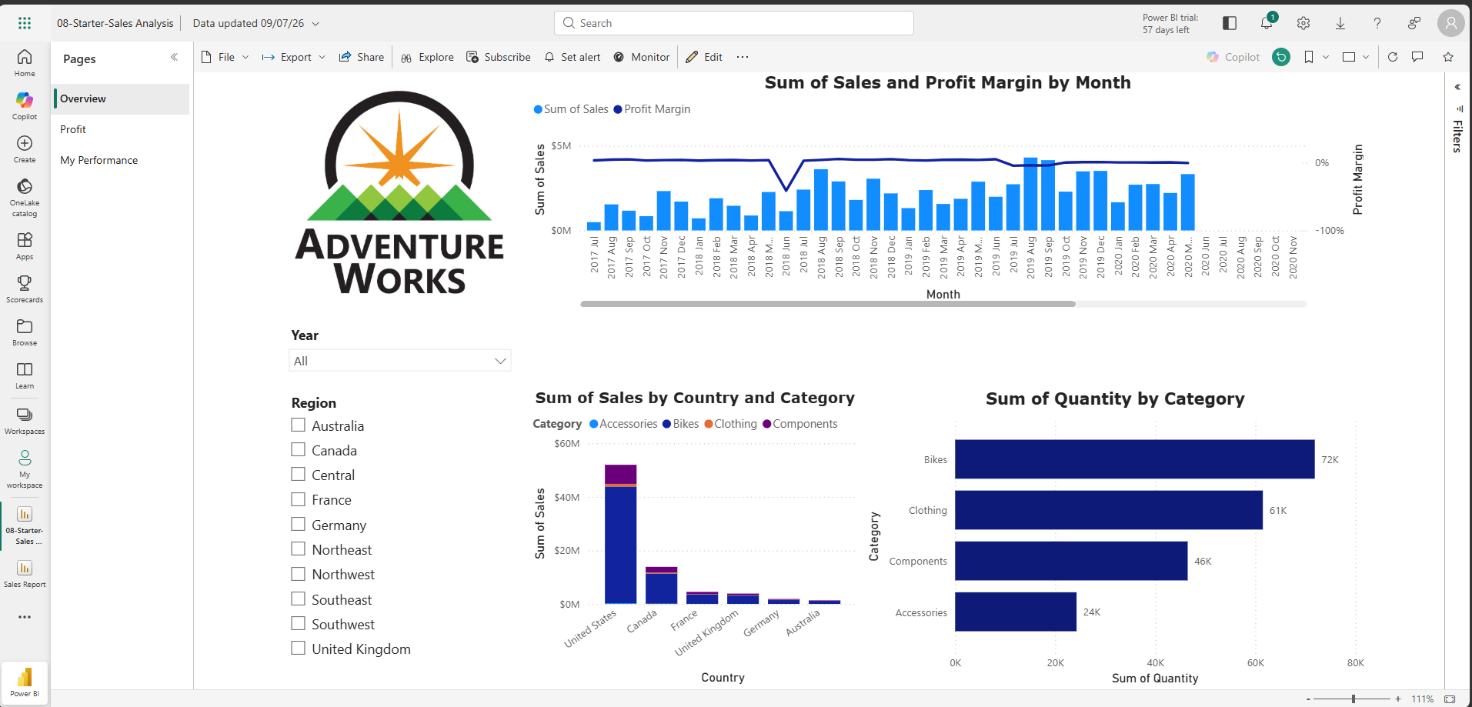 08-Starter-Sales Analysis
Data updated 09/07/26
Search
Power BI trial:
57 days left
1
Home
Copilot
Create
OneLake
catalog
Apps
Scorecards
Browse
Learn
Workspaces
My
workspace
08-Starter-
Sales ...
Sales Report
Power BI
Pages
Overview
Profit
My Performance
File
Export
Share
Explore
Subscribe
Set alert
Monitor
Edit
Copilot
Filters
ADVENTURE
WORKS
Year
All
Region
Australia
Canada
Central
France
Germany
Northeast
Northwest
Southeast
Southwest
United Kingdom
Sum of Sales and Profit Margin by Month
Sum of Sales Profit Margin
Sum of Sales
$5M
$0M
0%
-100%
Profit Margin
2017 Jul
2017 Aug
2017 Sep
2017 Oct
2017 Nov
2017 Dec
2018 Jan
2018 Feb
2018 Mar
2018 Apr
2018 M...
2018 Jun
2018 Jul
2018 Aug
2018 Sep
2018 Oct
2018 Nov
2018 Dec
2019 Jan
2019 Feb
2019 Mar
2019 Apr
2019 M...
2019 Jun
2019 Jul
2019 Aug
2019 Sep
2019 Oct
2019 Nov
2019 Dec
2020 Jan
2020 Feb
2020 Mar
2020 Apr
2020 M...
2020 Jun
2020 Jul
2020 Aug
2020 Sep
2020 Oct
2020 Nov
Month
Sum of Sales by Country and Category
Category Accessories Bikes Clothing Components
Sum of Sales
$60M
$40M
$20M
$0M
United States
Canada
France
United Kingdom
Germany
Australia
Country
Sum of Quantity by Category
Category
Bikes 72K
Clothing 61K
Components 46K
Accessories 24K
0K 20K 40K 60K 80K
Sum of Quantity
- + 111%